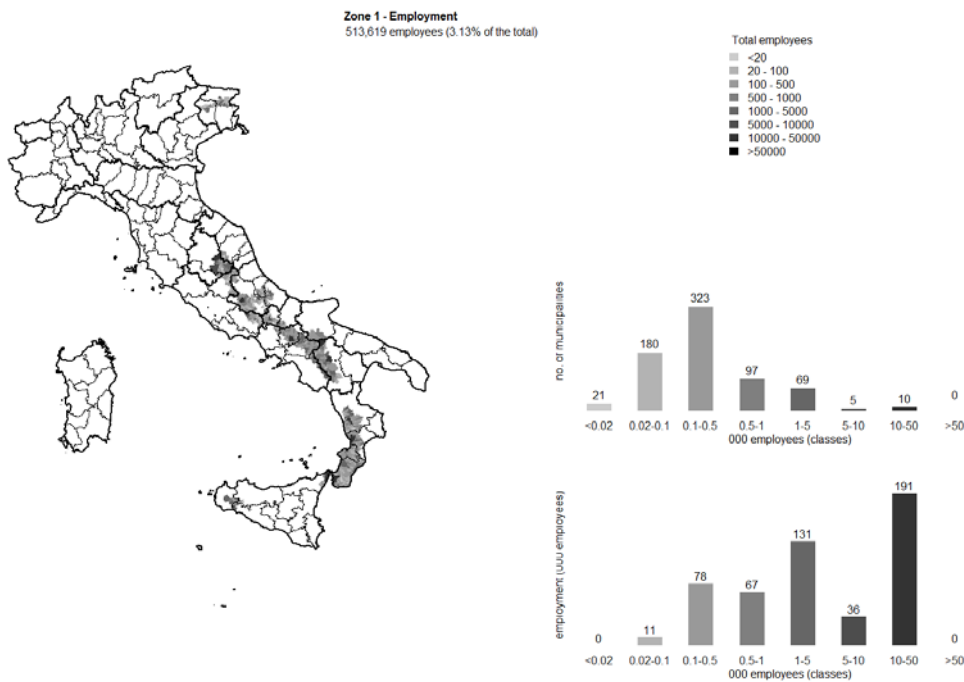 Zone 1 - Employment
513,619 employees (3.13% of the total)
Total employees
<20
20 - 100
100 - 500
500 - 1000
1000 - 5000
5000 - 10000
10000 - 50000
>50000
no. of municipalities
21
180
323
97
69
5
10
0
<0.02 0.02-0.1 0.1-0.5 0.5-1 1-5 5-10 10-50 >50
000 employees (classes)
employment (000 employees)
0
11
78
67
131
36
191
0
<0.02 0.02-0.1 0.1-0.5 0.5-1 1-5 5-10 10-50 >50
000 employees (classes)